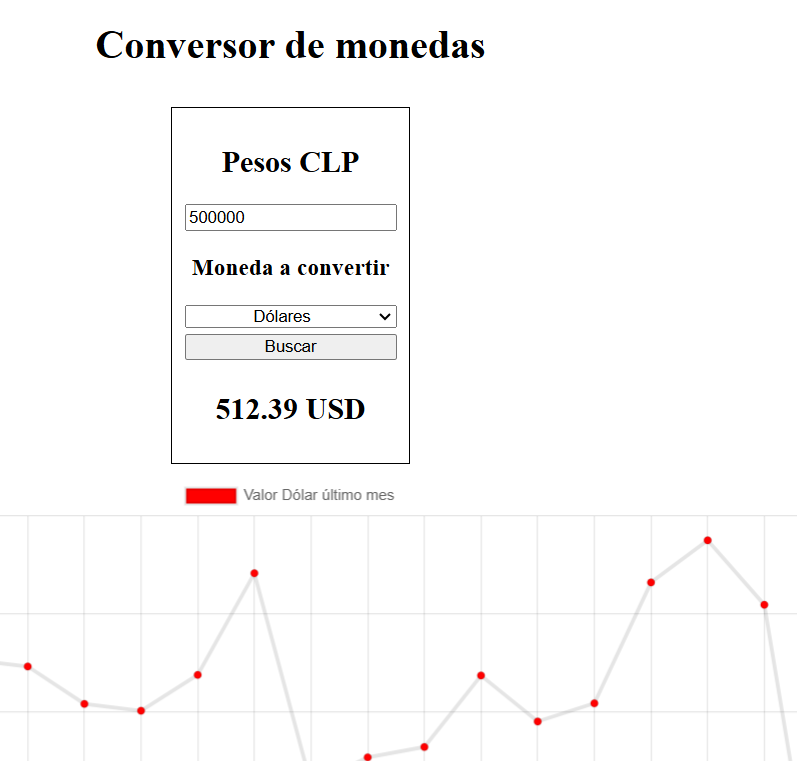 Conversor de monedas
Pesos CLP
500000
Moneda a convertir
Dólares
Buscar
512.39 USD
Valor Dólar último mes